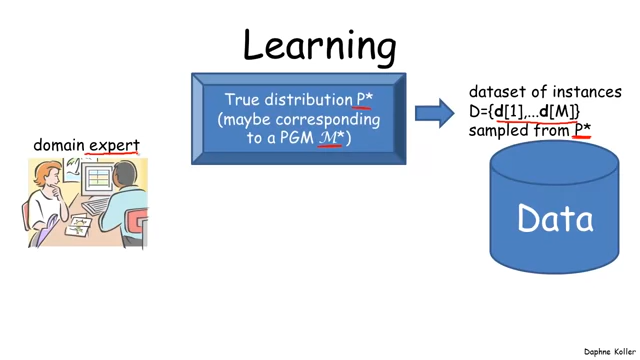 Learning
True distribution P*
(maybe corresponding
to a PGM M*)
dataset of instances
D={d[1],...d[M]}
sampled from P*
domain expert
Data
Daphne Koller